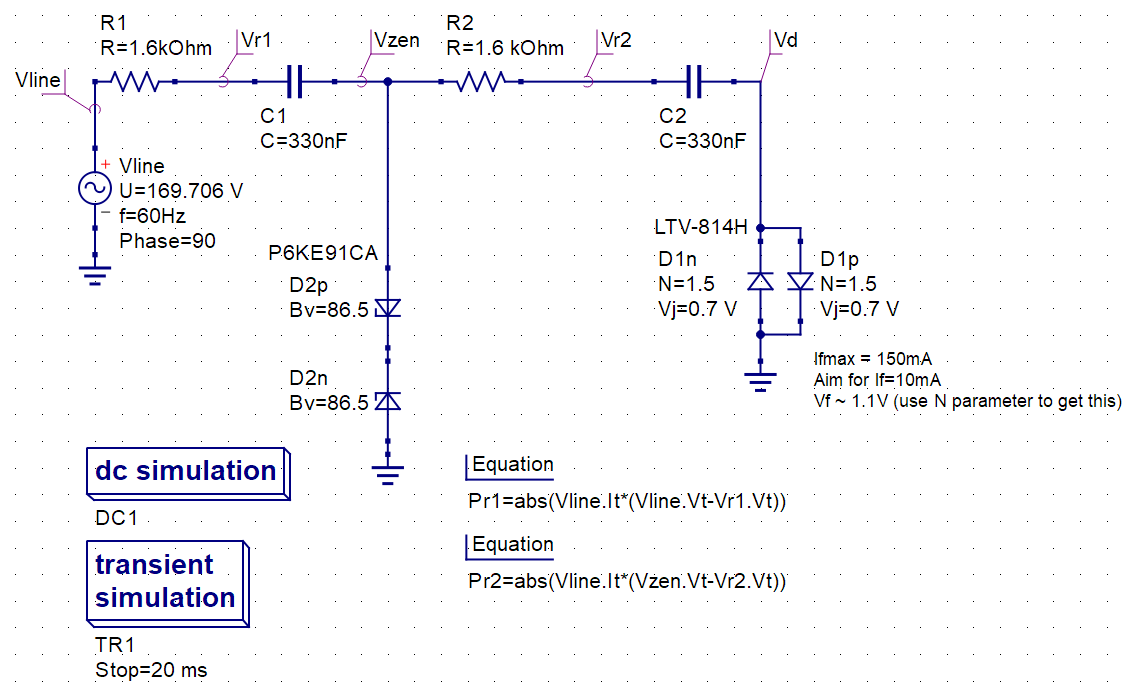 R1
R=1.6kOhm
Vr1
Vzen
R2
R=1.6 kOhm
Vr2
Vd
Vline
C1
C=330nF
C2
C=330nF
+
Vline
U=169.706 V
−
f=60Hz
Phase=90
LTV-814H
P6KE91CA
D1n
N=1.5
Vj=0.7 V
D1p
N=1.5
Vj=0.7 V
D2p
Bv=86.5
D2n
Bv=86.5
Ifmax = 150mA
Aim for If=10mA
Vf ~ 1.1V (use N parameter to get this)
dc simulation
DC1
Equation
Pr1=abs(Vline.It*(Vline.Vt-Vr1.Vt))
Equation
Pr2=abs(Vline.It*(Vzen.Vt-Vr2.Vt))
transient
simulation
TR1
Stop=20 ms